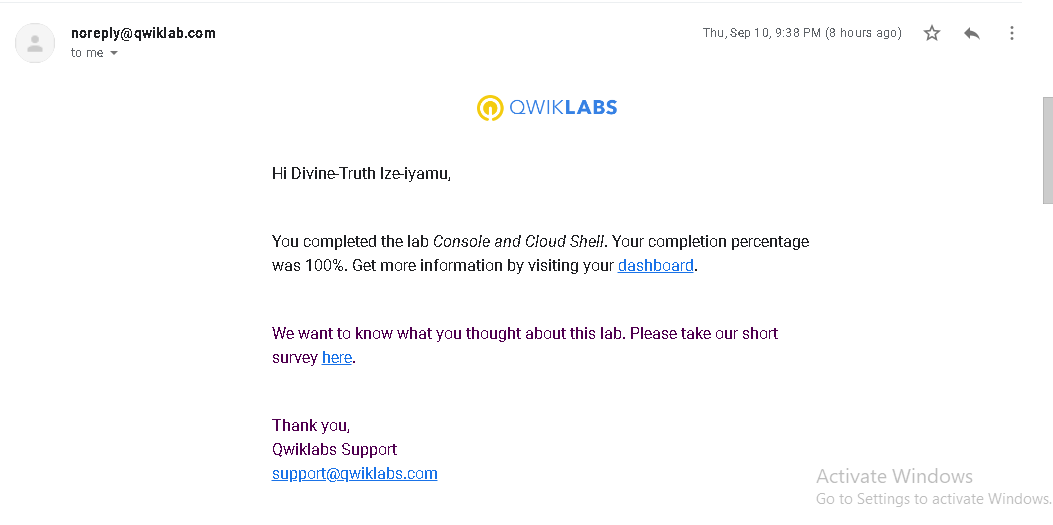 noreply@qwiklab.com
Thu, Sep 10, 9:38 PM (8 hours ago)
to me
QWIKLABS
Hi Divine-Truth Ize-iyamu,
You completed the lab Console and Cloud Shell. Your completion percentage
was 100%. Get more information by visiting your dashboard.
We want to know what you thought about this lab. Please take our short
survey here.
Thank you,
Qwiklabs Support
support@qwiklabs.com
Activate Windows
Go to Settings to activate Windows.